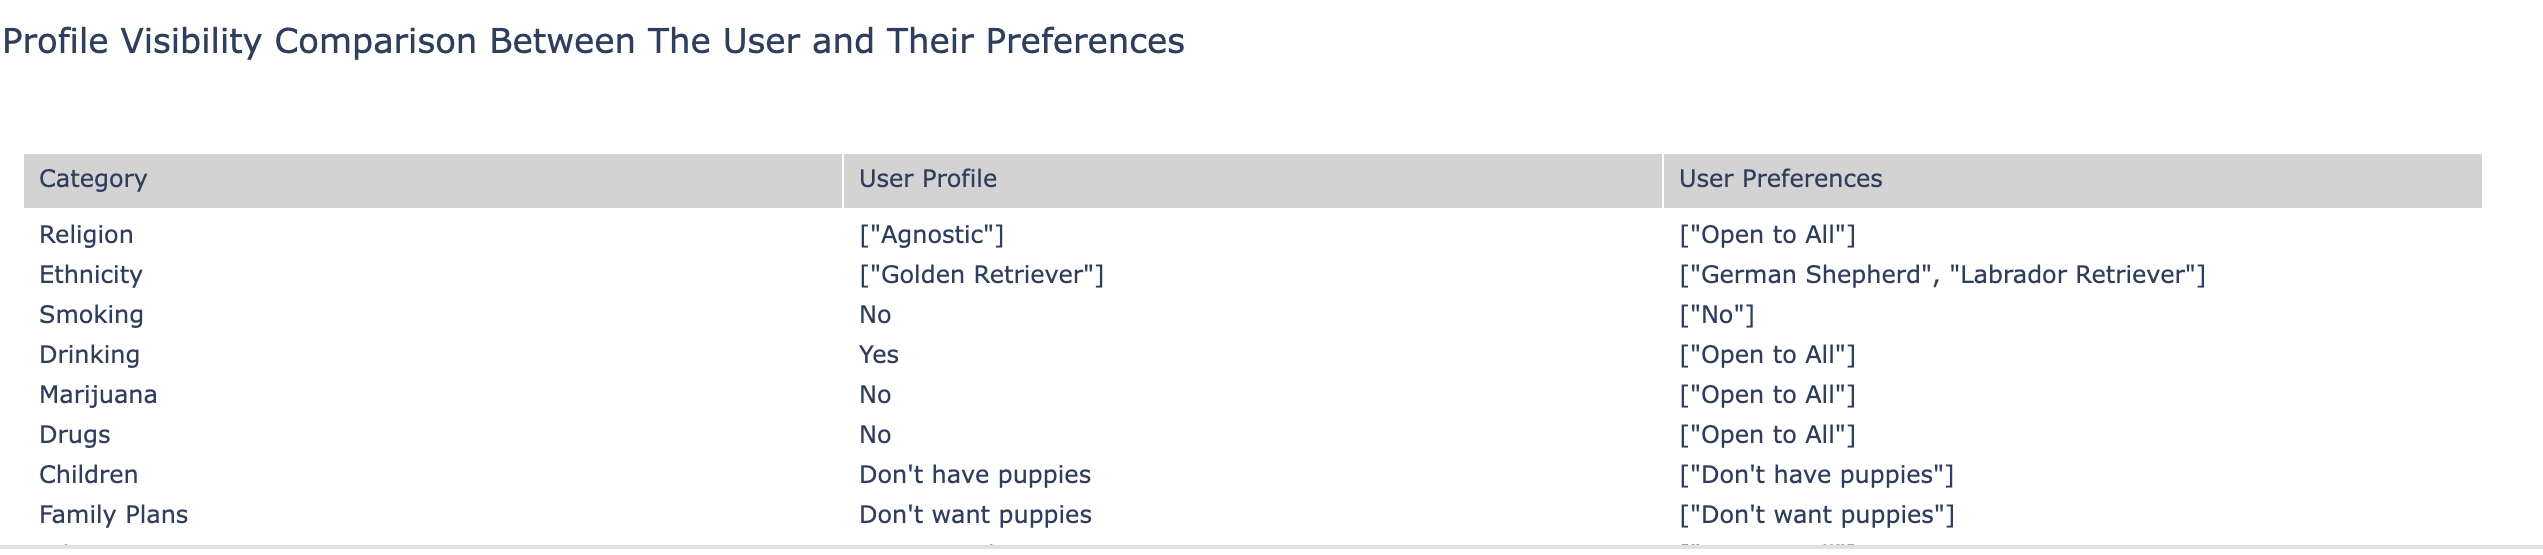 Profile Visibility Comparison Between The User and Their Preferences
Category User Profile User Preferences
Religion ["Agnostic"] ["Open to All"]
Ethnicity ["Golden Retriever"] ["German Shepherd", "Labrador Retriever"]
Smoking No ["No"]
Drinking Yes ["Open to All"]
Marijuana No ["Open to All"]
Drugs No ["Open to All"]
Children Don't have puppies ["Don't have puppies"]
Family Plans Don't want puppies ["Don't want puppies"]